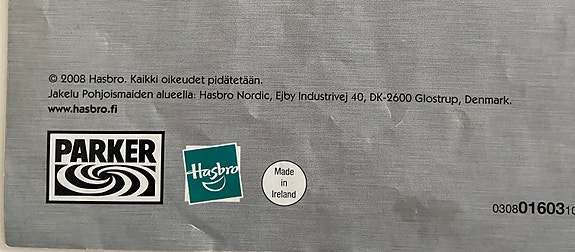 © 2008 Hasbro. Kaikki oikeudet pidätetään.
Jakelu Pohjoismaiden alueella: Hasbro Nordic, Ejby Industrivej 40, DK-2600 Glostrup, Denmark.
www.hasbro.fi
PARKER
Hasbro
Made
in
Ireland
03080160310